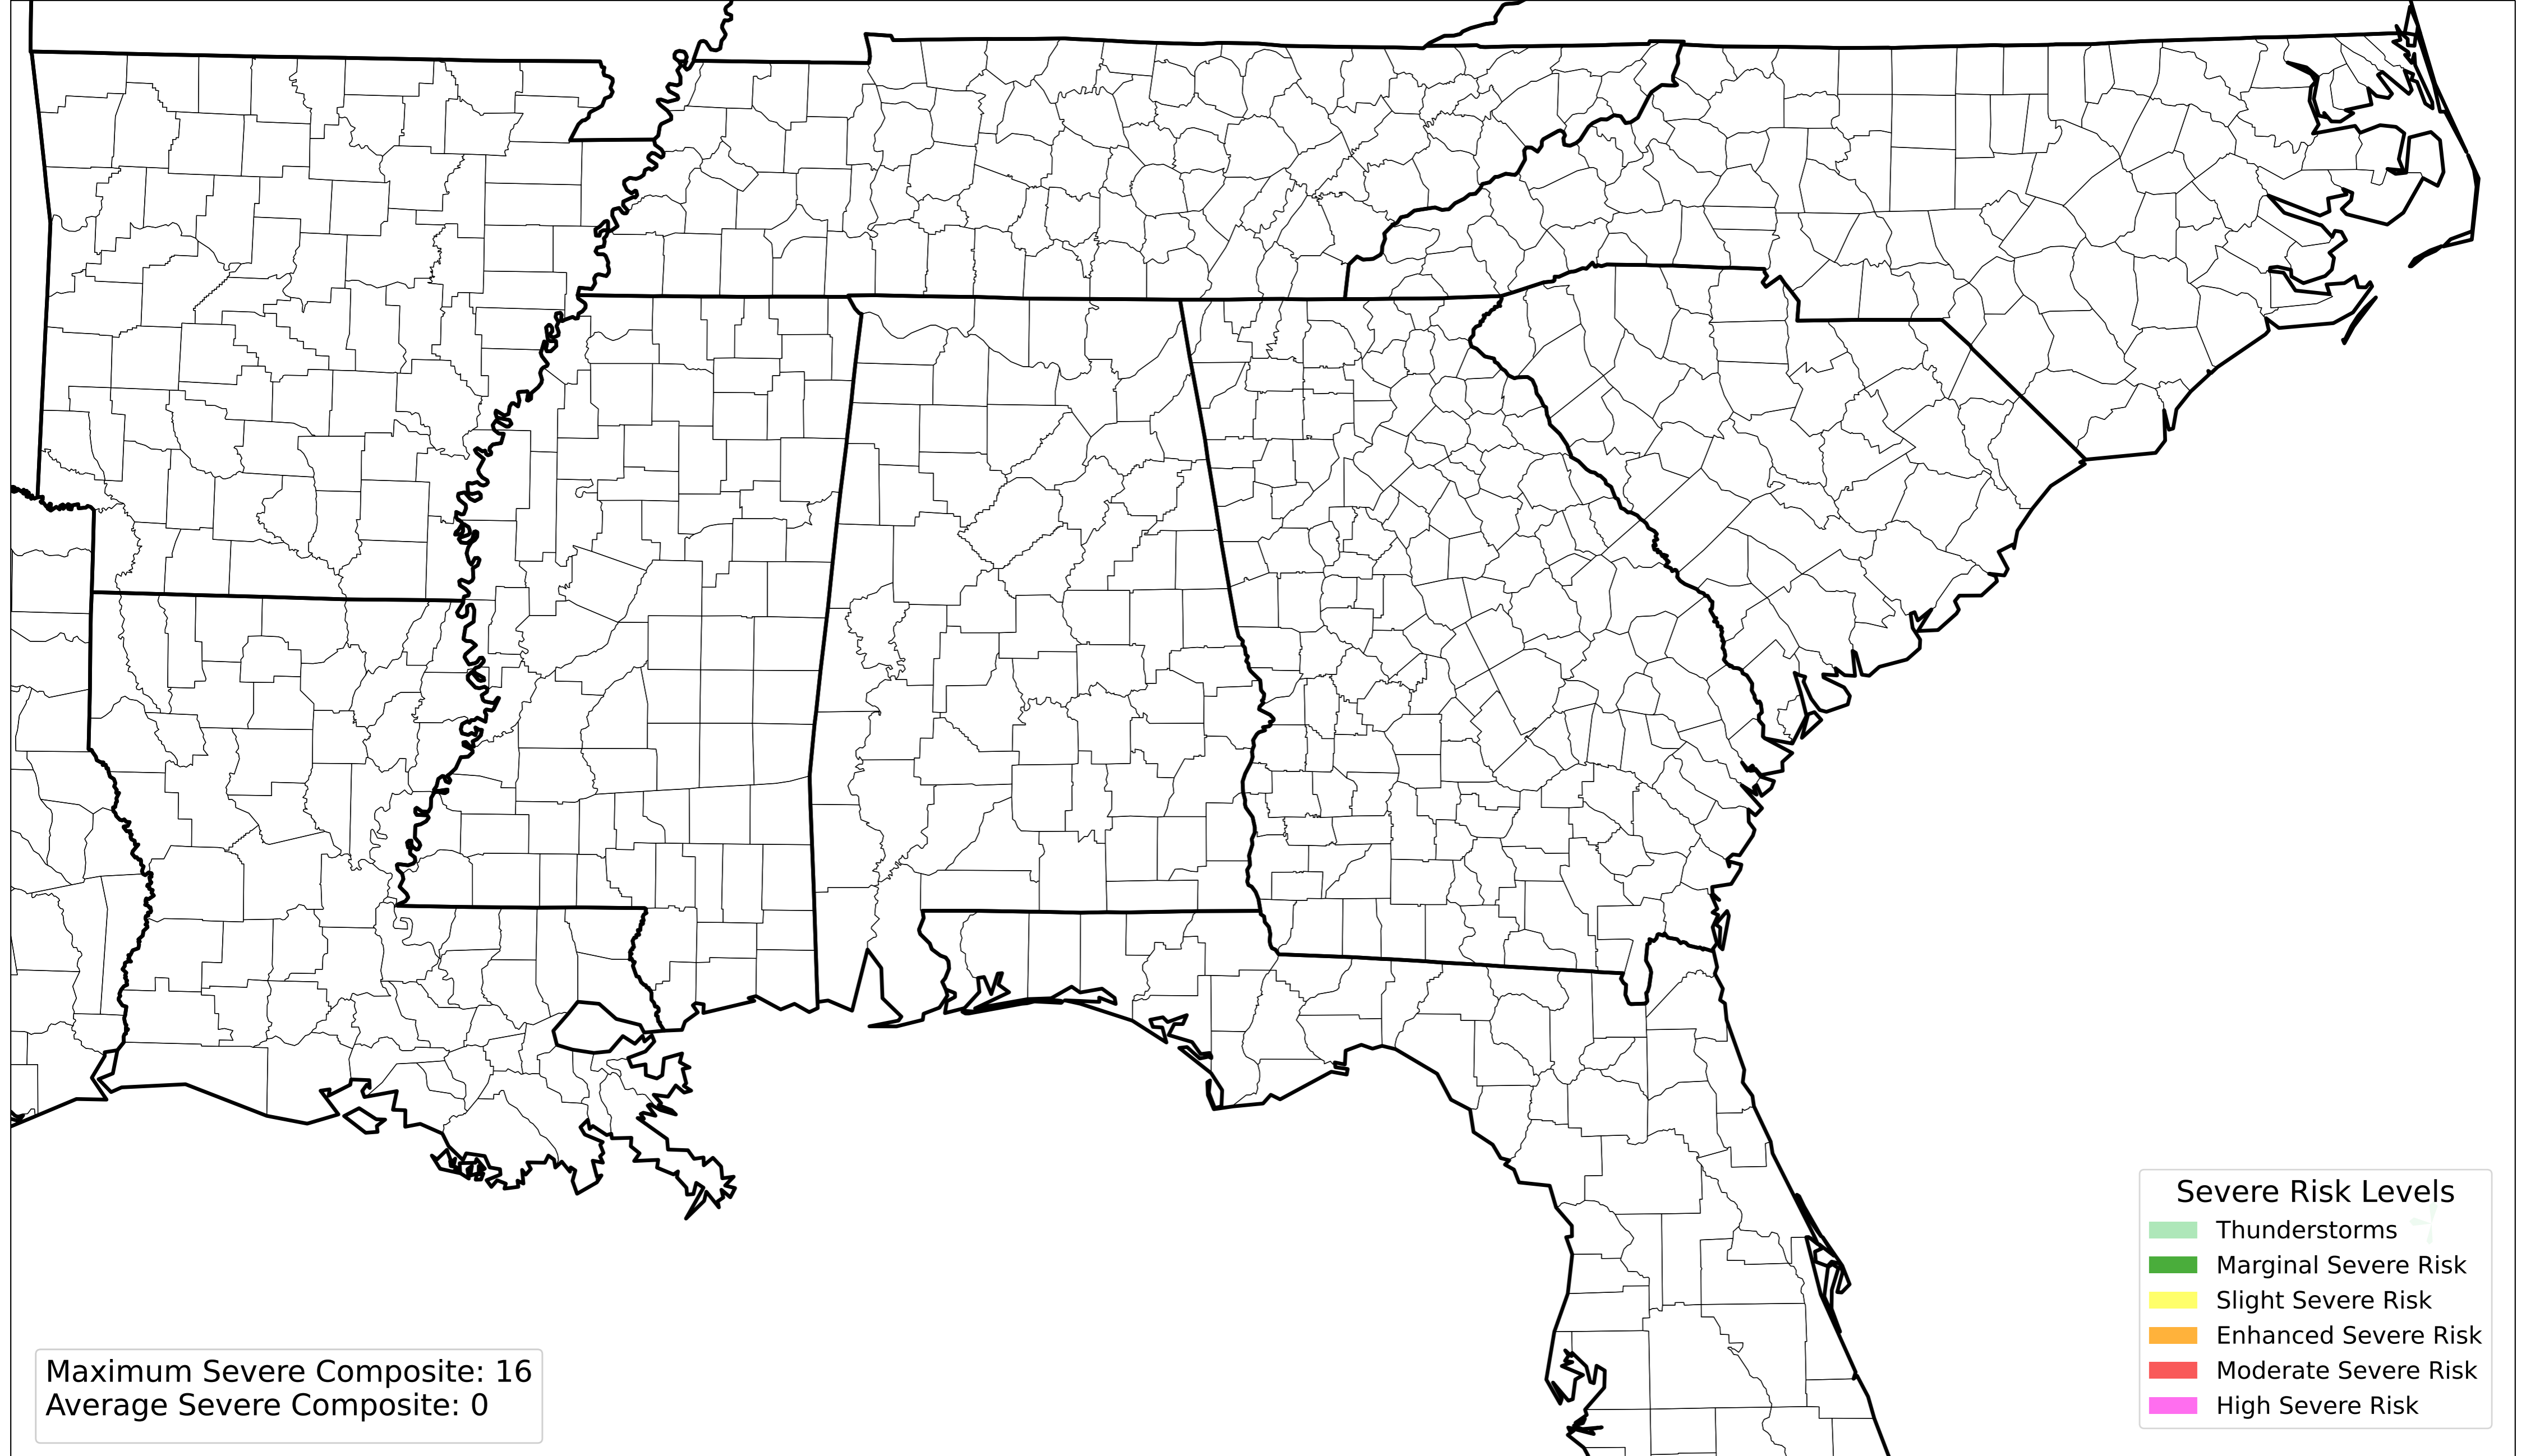 Severe Risk Levels
Thunderstorms
Marginal Severe Risk
Slight Severe Risk
Enhanced Severe Risk
Moderate Severe Risk
High Severe Risk
Maximum Severe Composite: 16
Average Severe Composite: 0